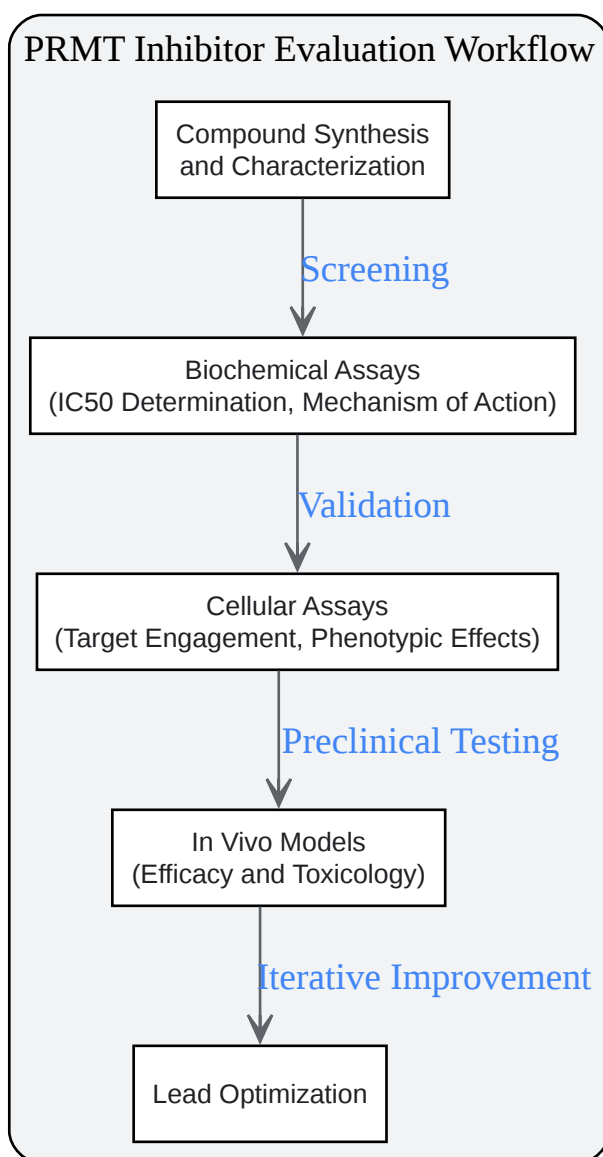 PRMT Inhibitor Evaluation Workflow
Compound Synthesis
and Characterization
Screening
Biochemical Assays
(IC50 Determination, Mechanism of Action)
Validation
Cellular Assays
(Target Engagement, Phenotypic Effects)
Preclinical Testing
In Vivo Models
(Efficacy and Toxicology)
Iterative Improvement
Lead Optimization